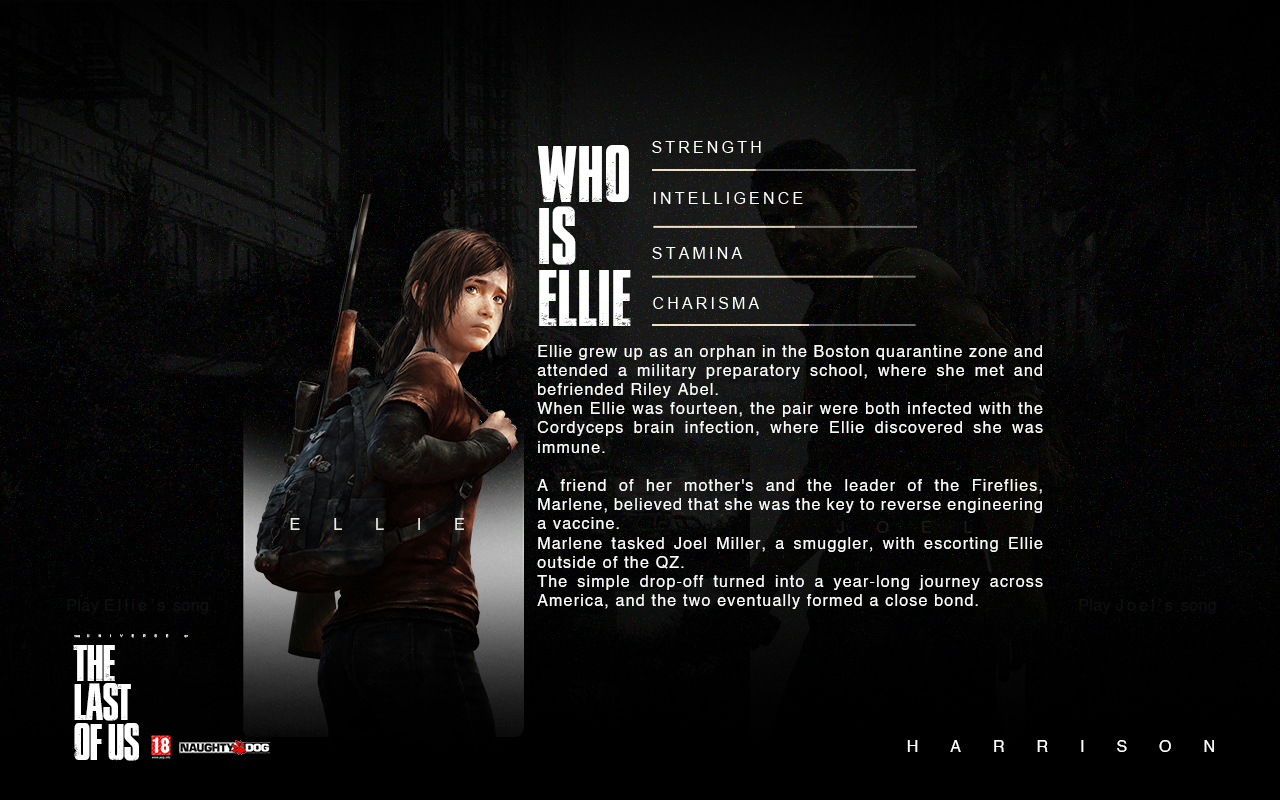 WHO
IS
ELLIE
STRENGTH
INTELLIGENCE
STAMINA
CHARISMA
Ellie grew up as an orphan in the Boston quarantine zone and
attended a military preparatory school, where she met and
befriended Riley Abel.
When Ellie was fourteen, the pair were both infected with the
Cordyceps brain infection, where Ellie discovered she was
immune.
A friend of her mother's and the leader of the Fireflies,
Marlene, believed that she was the key to reverse engineering
a vaccine.
Marlene tasked Joel Miller, a smuggler, with escorting Ellie
outside of the QZ.
The simple drop-off turned into a year-long journey across
America, and the two eventually formed a close bond.
ELLIE
JOEL
Play Ellie's song
Play Joel's song
UNIVERSE
THE
LAST
OF US
18
NAUGHTY DOG
HARRISON